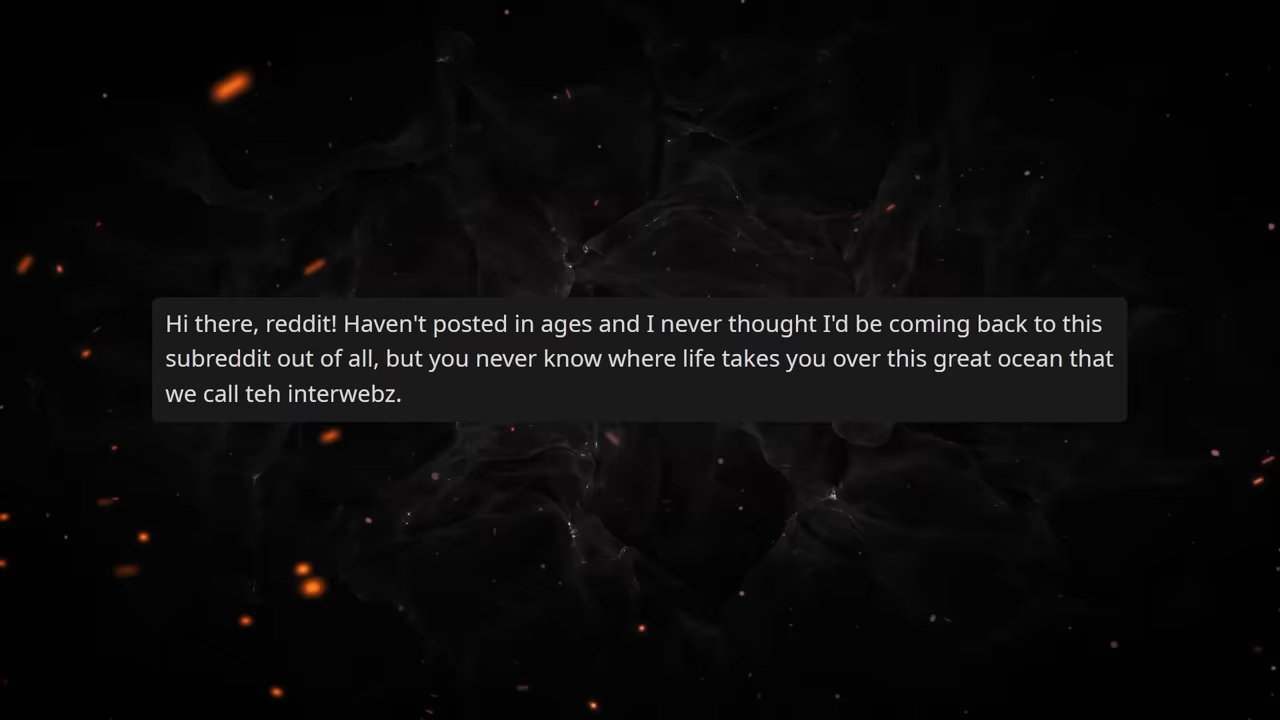 Hi there, reddit! Haven't posted in ages and I never thought I'd be coming back to this
subreddit out of all, but you never know where life takes you over this great ocean that
we call teh interwebz.